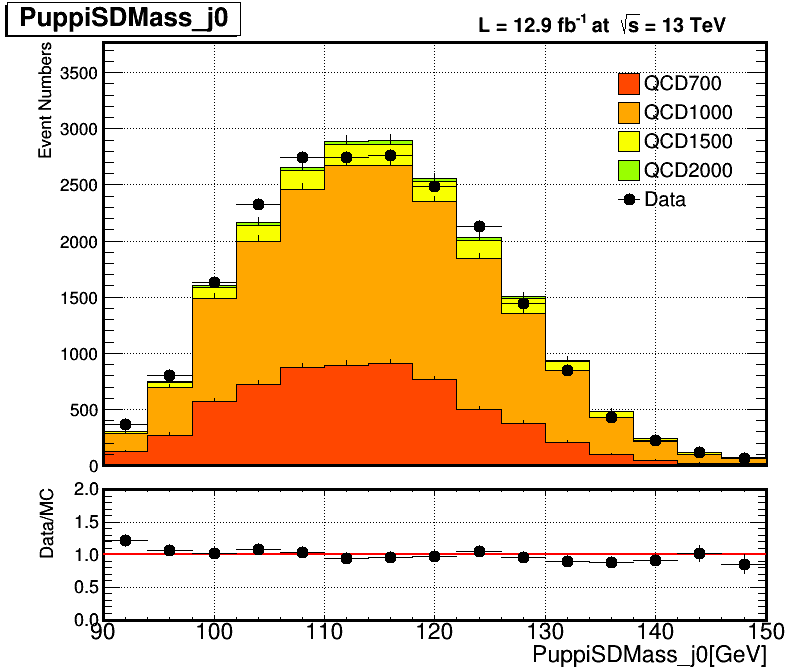 PuppiSDMass_j0
L = 12.9 fb⁻¹ at √s = 13 TeV
Event Numbers
3500
3000
2500
2000
1500
1000
500
0
QCD700
QCD1000
QCD1500
QCD2000
Data
Data/MC
2.0
1.5
1.0
0.5
0.0
90 100 110 120 130 140 150
PuppiSDMass_j0[GeV]